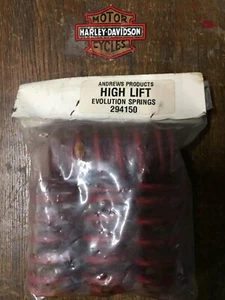 MOTOR
HARLEY-DAVIDSON
CYCLES
ANDREWS PRODUCTS
HIGH LIFT
EVOLUTION SPRINGS
294150